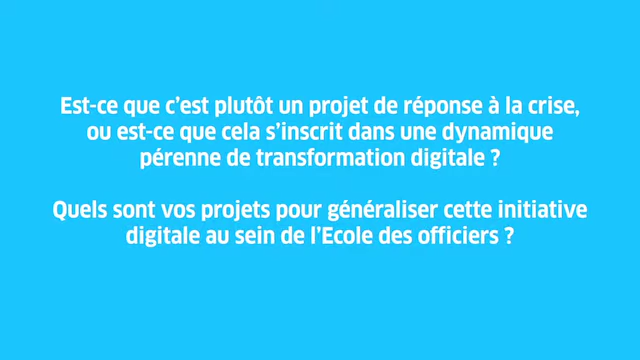 Est-ce que c’est plutôt un projet de réponse à la crise,
ou est-ce que cela s’inscrit dans une dynamique
pérenne de transformation digitale ?
Quels sont vos projets pour généraliser cette initiative
digitale au sein de l’Ecole des officiers ?